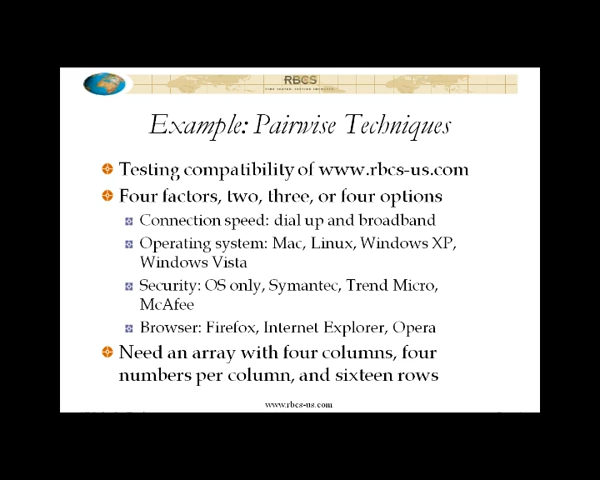 RBCS
Example: Pairwise Techniques
Testing compatibility of www.rbcs-us.com
Four factors, two, three, or four options
Connection speed: dial up and broadband
Operating system: Mac, Linux, Windows XP,
Windows Vista
Security: OS only, Symantec, Trend Micro,
McAfee
Browser: Firefox, Internet Explorer, Opera
Need an array with four columns, four
numbers per column, and sixteen rows
www.rbcs-us.com